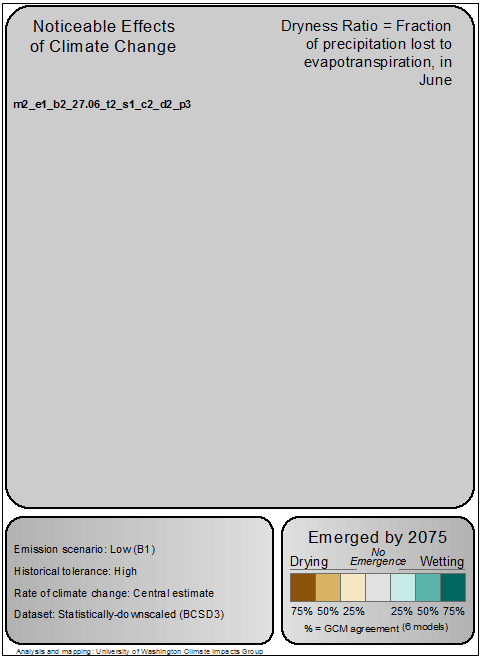 Noticeable Effects
of Climate Change
Dryness Ratio = Fraction
of precipitation lost to
evapotranspiration, in
June
m2_e1_b2_27.06_t2_s1_c2_d2_p3
Emission scenario: Low (B1)
Historical tolerance: High
Rate of climate change: Central estimate
Dataset: Statistically-downscaled (BCSD3)
Emerged by 2075
Drying No Emergence Wetting
75% 50% 25% 25% 50% 75%
% = GCM agreement (6 models)
Analysis and mapping: University of Washington Climate Impacts Group